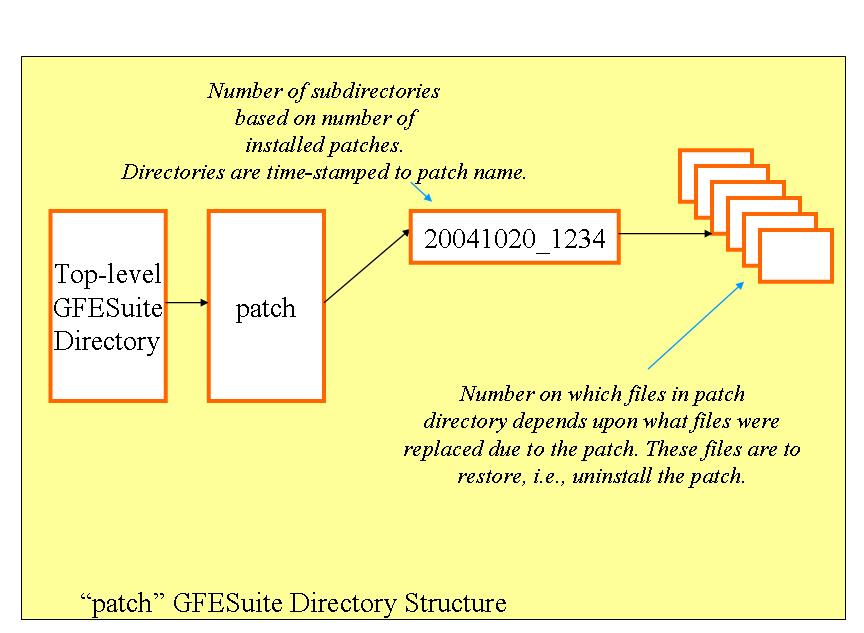 Number of subdirectories
based on number of
installed patches.
Directories are time-stamped to patch name.
Top-level
GFESuite
Directory
patch
20041020_1234
Number on which files in patch
directory depends upon what files were
replaced due to the patch. These files are to
restore, i.e., uninstall the patch.
“patch” GFESuite Directory Structure